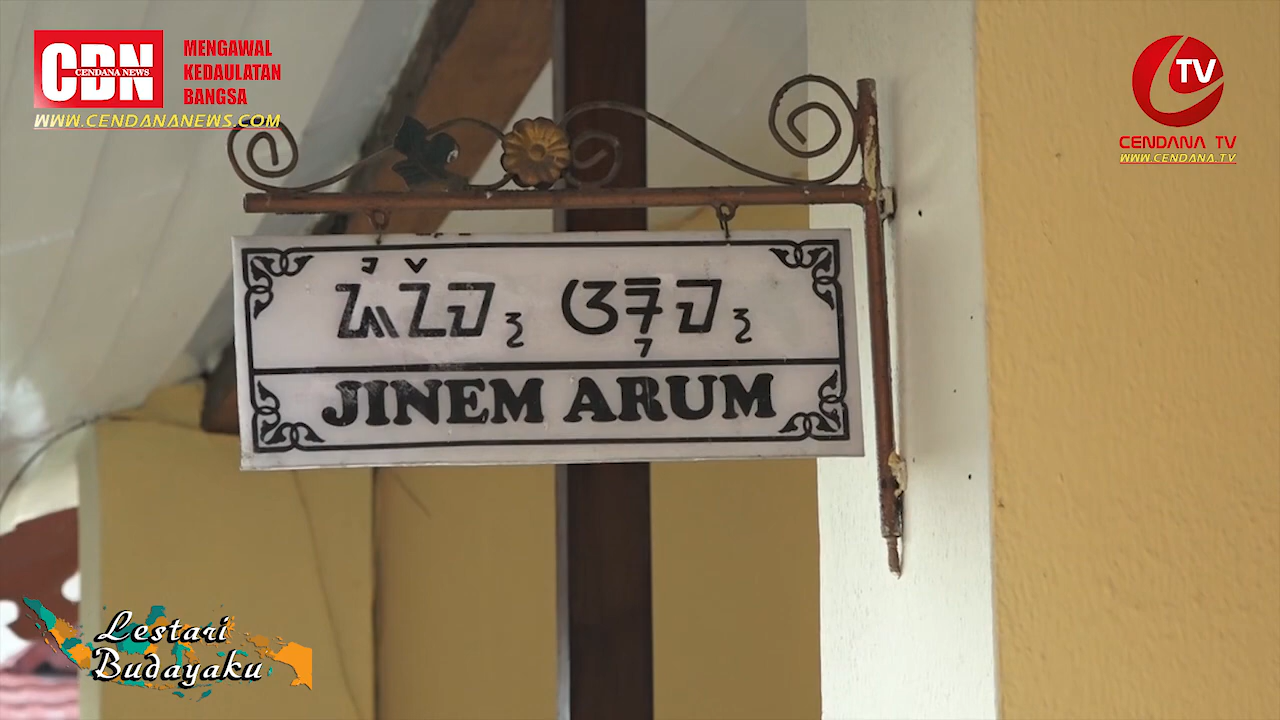 CDN
CENDANA NEWS
MENGAWAL
KEDAULATAN
BANGSA
WWW.CENDANANEWS.COM
TV
CENDANA TV
WWW.CENDANA.TV
ᮏᮤᮔᮨᮙ᮪ ᮃᮛᮥᮙ᮪
JINEM ARUM
Lestari
Budayaku